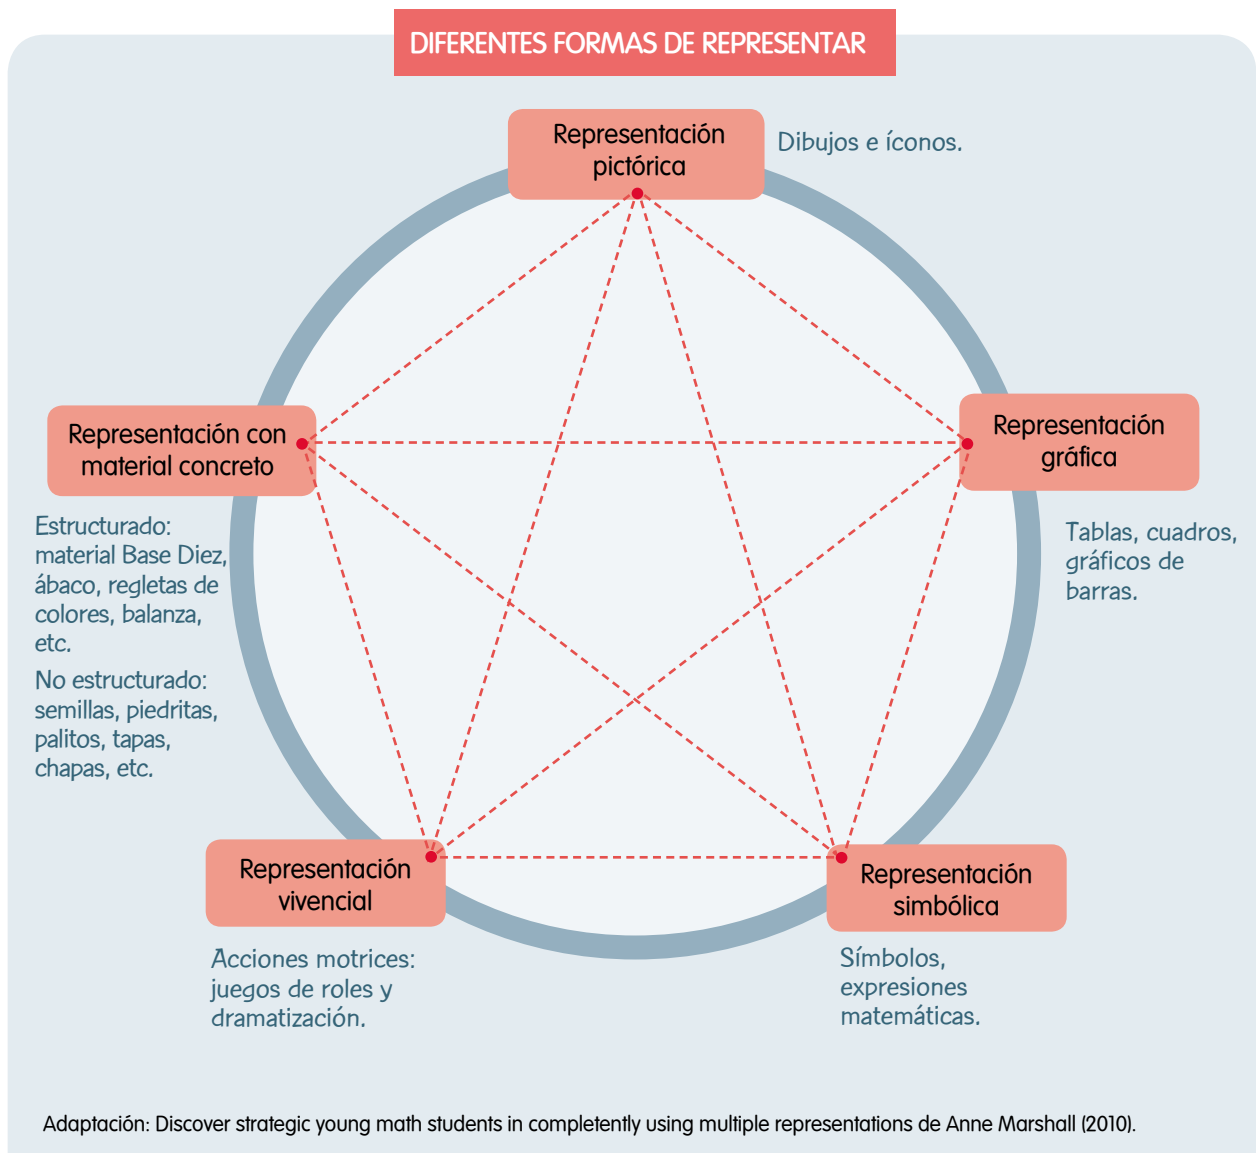 DIFERENTES FORMAS DE REPRESENTAR
Representación
pictórica
Dibujos e íconos.
Representación con
material concreto
Estructurado:
material Base Diez,
ábaco, regletas de
colores, balanza,
etc.
No estructurado:
semillas, piedritas,
palitos, tapas,
chapas, etc.
Representación
gráfica
Tablas, cuadros,
gráficos de
barras.
Representación
vivencial
Acciones motrices:
juegos de roles y
dramatización.
Representación
simbólica
Símbolos,
expresiones
matemáticas.
Adaptación: Discover strategic young math students in completently using multiple representations de Anne Marshall (2010).